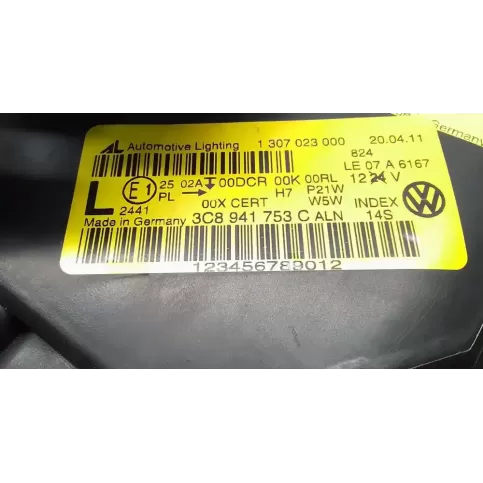 AL Automotive Lighting 1 307 023 000 20.04.11
824
LE 07 A 6167
L E1 25 02A 00DCR 00K 00RL 12 24 V
PL → H7 P21W
2441 00X CERT W5W INDEX
Made in Germany 3C8 941 753 C ALN 14S
123456789012
Germany